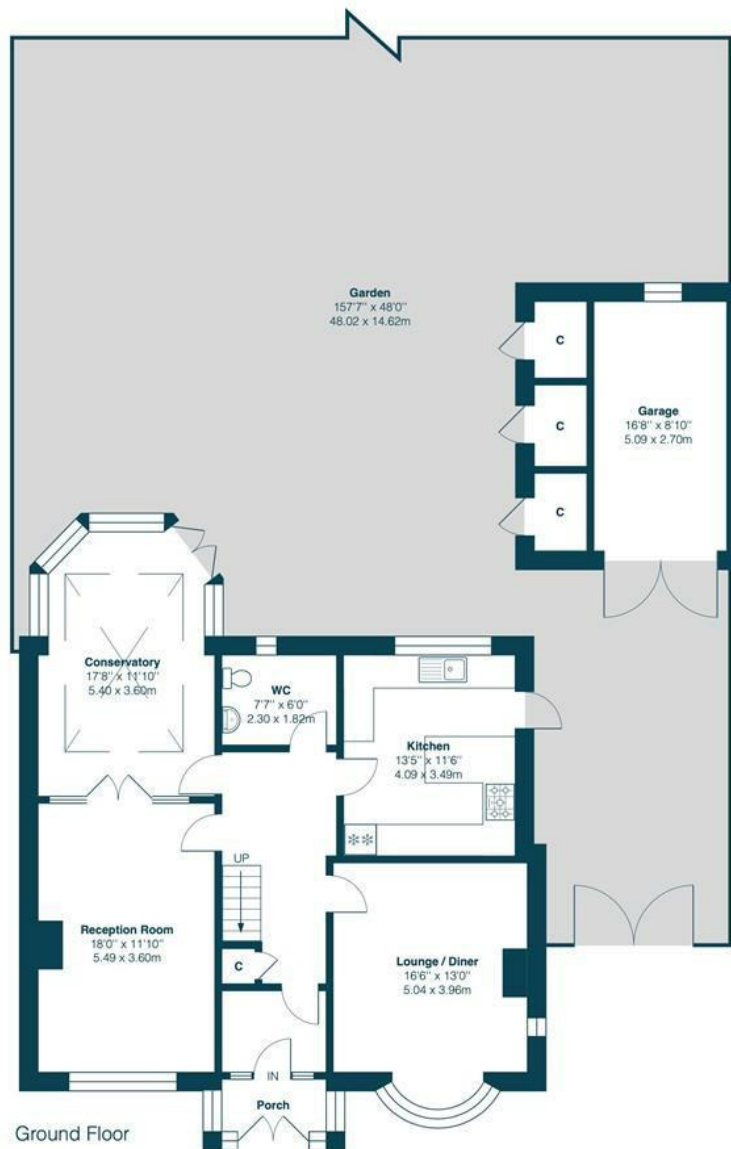 Garden
157'7'' x 48'0''
48.02 x 14.62m
C
Garage
16'8'' x 8'10''
5.09 x 2.70m
C
C
Conservatory
17'8'' x 11'10''
5.40 x 3.60m
WC
7'7'' x 6'0''
2.30 x 1.82m
Kitchen
13'5'' x 11'6''
4.09 x 3.49m
UP
Reception Room
18'0'' x 11'10''
5.49 x 3.60m
C
Lounge / Diner
16'6'' x 13'0''
5.04 x 3.96m
IN
Porch
Ground Floor